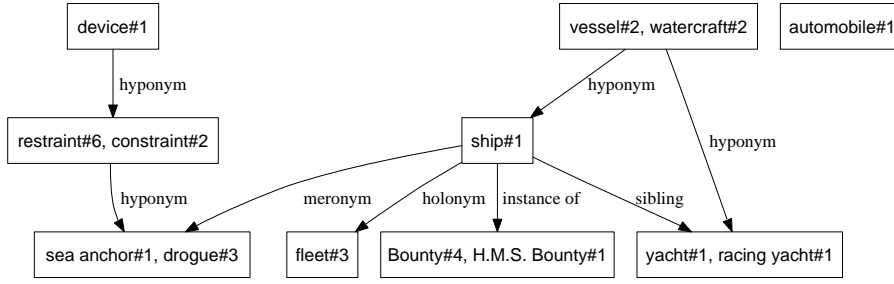 device#1
vessel#2, watercraft#2
automobile#1
hyponym
hyponym
restraint#6, constraint#2
ship#1
hyponym
hyponym
meronym
holonym
instance of
sibling
sea anchor#1, drogue#3
fleet#3
Bounty#4, H.M.S. Bounty#1
yacht#1, racing yacht#1